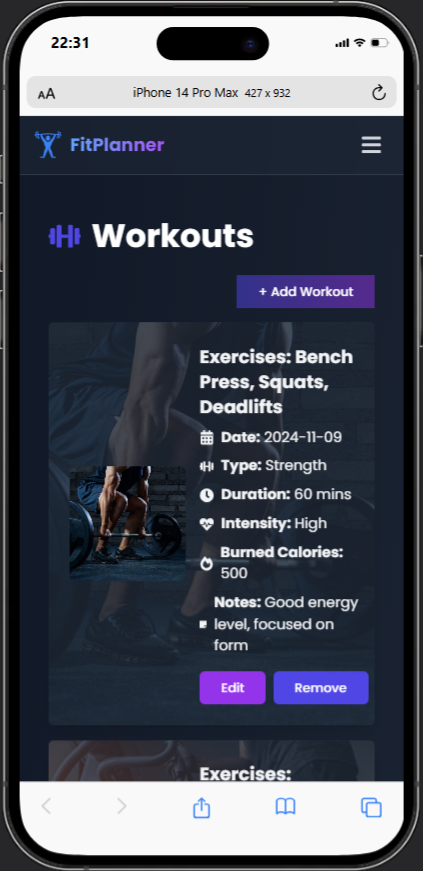 22:31
AA
iPhone 14 Pro Max 427 x 932
FitPlanner
Workouts
+ Add Workout
Exercises: Bench
Press, Squats,
Deadlifts
Date: 2024-11-09
Type: Strength
Duration: 60 mins
Intensity: High
Burned Calories:
500
Notes: Good energy
level, focused on
form
Edit
Remove
Exercises: